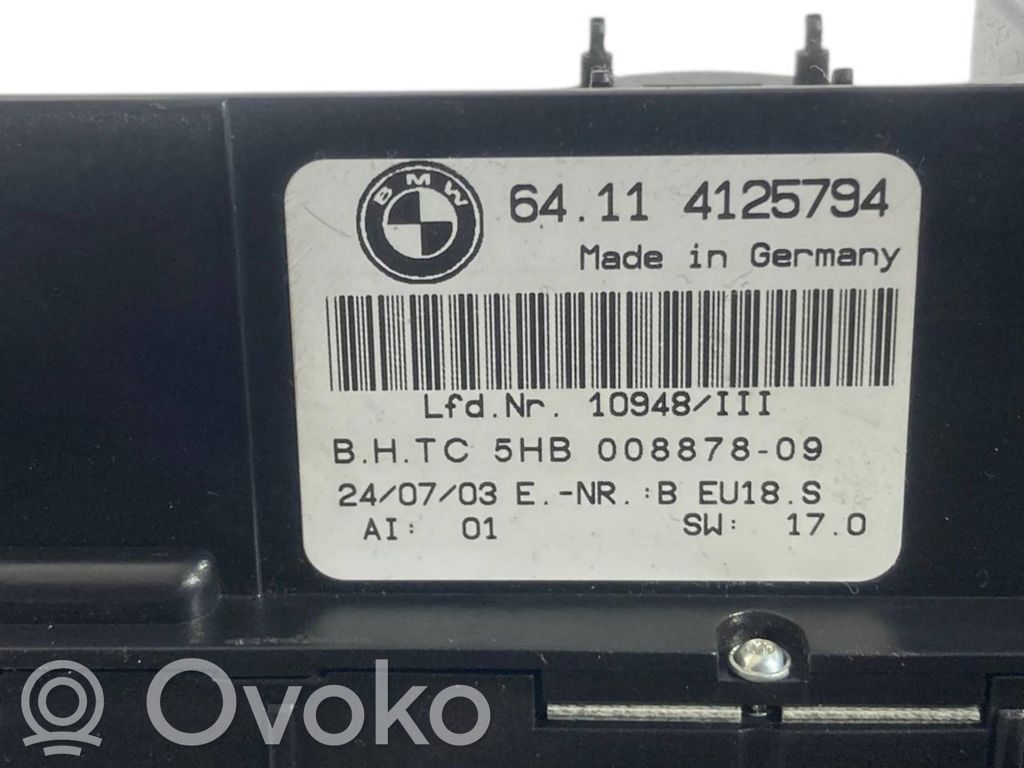 BMW
64.11 4125794
Made in Germany
Lfd.Nr. 10948/III
B.H.TC 5HB 008878-09
24/07/03 E.-NR.:B EU18.S
AI: 01 SW: 17.0
Ovoko